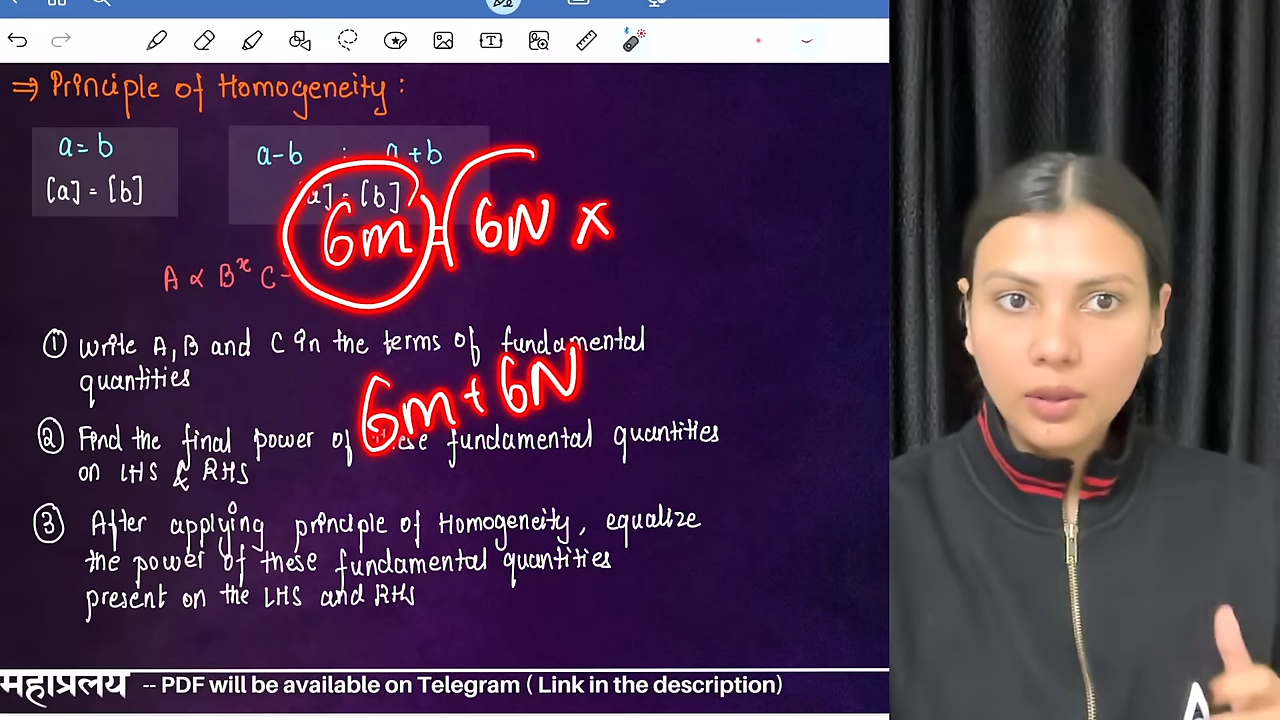 ⇒ Principle of Homogeneity :
a = b
[a] = [b]
a-b : a+b
[a] = [b]
6m = 6N x
A ∝ Bˣ C
① Write A, B and C in the terms of fundamental
quantities
6m + 6N
② Find the final power of these fundamental quantities
on LHS & RHS
③ After applying principle of Homogeneity, equalize
the power of these fundamental quantities
present on the LHS and RHS
महाप्रलय -- PDF will be available on Telegram ( Link in the description)
A